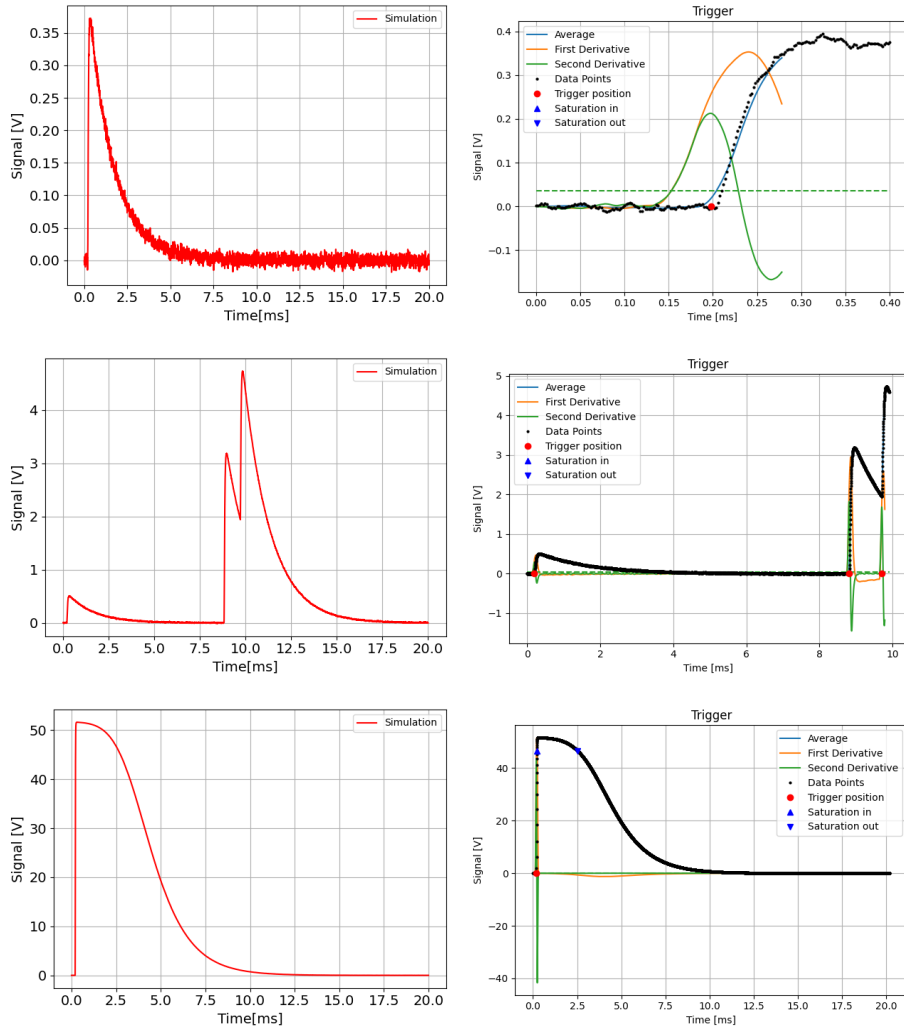 Simulation
0.35
0.30
0.25
0.20
0.15
0.10
0.05
0.00
Signal [V]
0.0 2.5 5.0 7.5 10.0 12.5 15.0 17.5 20.0
Time[ms]
Trigger
Average
First Derivative
Second Derivative
Data Points
Trigger position
Saturation in
Saturation out
0.4
0.3
0.2
0.1
0.0
−0.1
Signal [V]
0.00 0.05 0.10 0.15 0.20 0.25 0.30 0.35 0.40
Time [ms]
Simulation
4
3
2
1
0
Signal [V]
0.0 2.5 5.0 7.5 10.0 12.5 15.0 17.5 20.0
Time[ms]
Trigger
Average
First Derivative
Second Derivative
Data Points
Trigger position
Saturation in
Saturation out
5
4
3
2
1
0
−1
Signal [V]
0 2 4 6 8 10
Time [ms]
Simulation
50
40
30
20
10
0
Signal [V]
0.0 2.5 5.0 7.5 10.0 12.5 15.0 17.5 20.0
Time[ms]
Trigger
Average
First Derivative
Second Derivative
Data Points
Trigger position
Saturation in
Saturation out
40
20
0
−20
−40
Signal [V]
0.0 2.5 5.0 7.5 10.0 12.5 15.0 17.5 20.0
Time [ms]